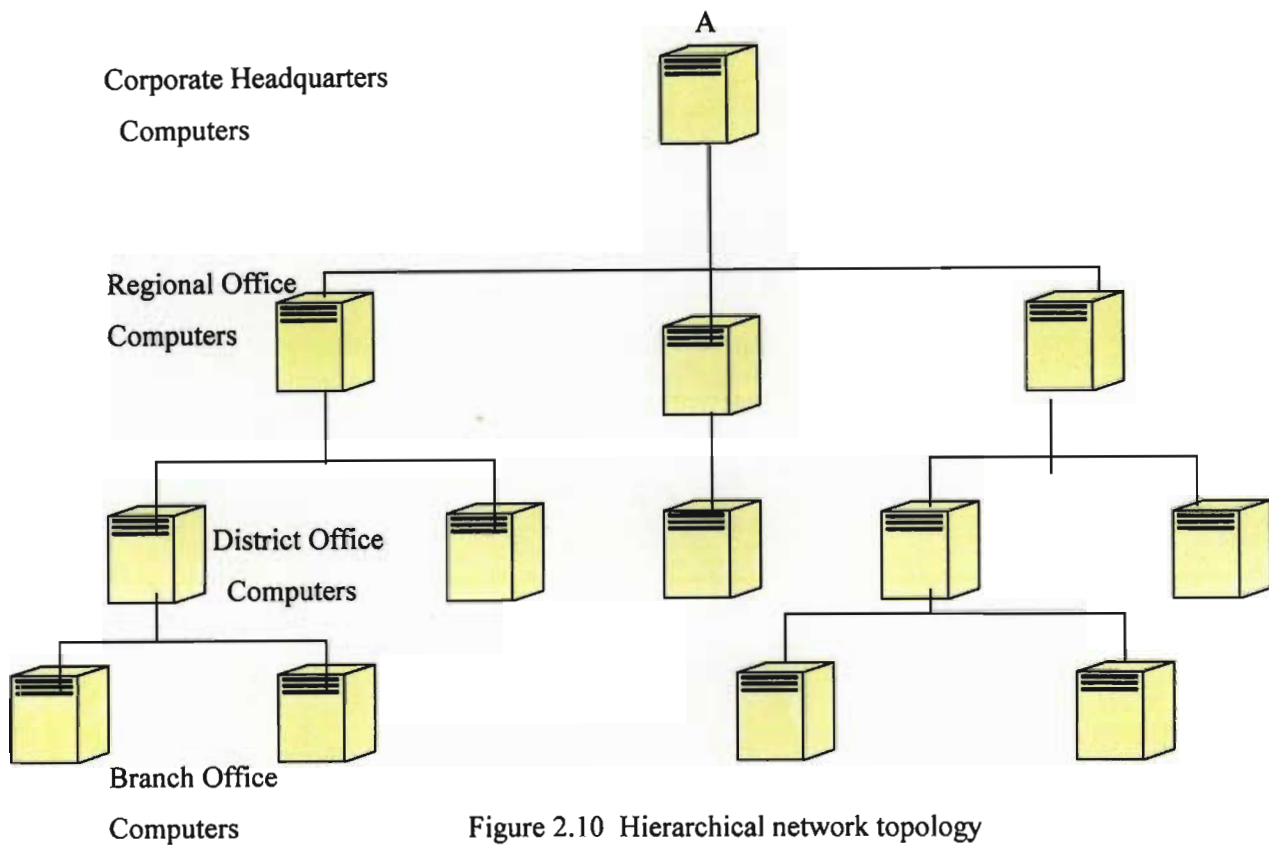 A
Corporate Headquarters
Computers
Regional Office
Computers
District Office
Computers
Branch Office
Computers
Figure 2.10 Hierarchical network topology